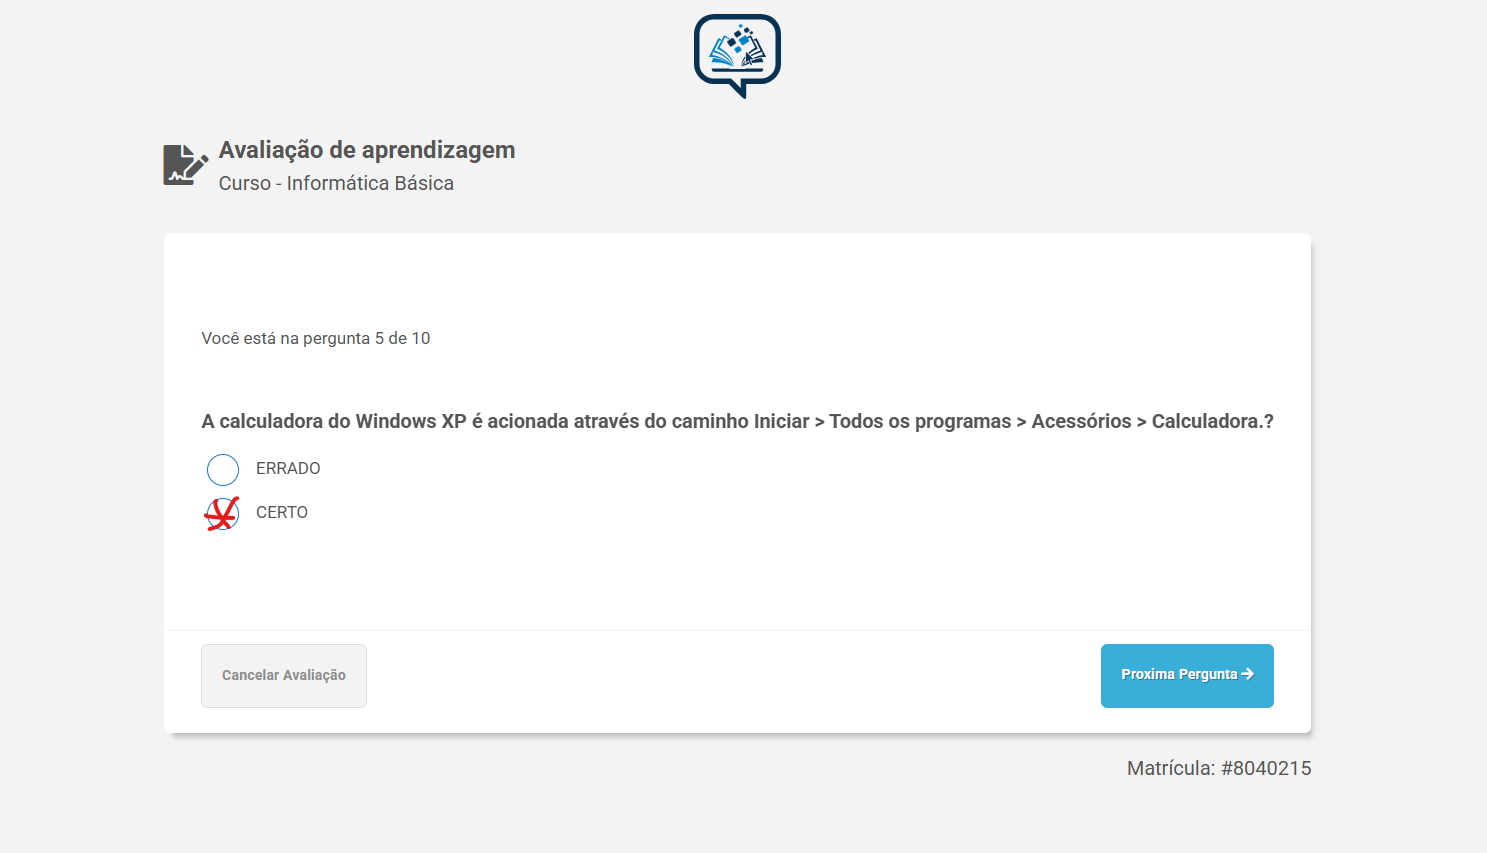 Avaliação de aprendizagem
Curso - Informática Básica
Você está na pergunta 5 de 10
A calculadora do Windows XP é acionada através do caminho Iniciar > Todos os programas > Acessórios > Calculadora.?
ERRADO
CERTO
Cancelar Avaliação
Proxima Pergunta
Matrícula: #8040215